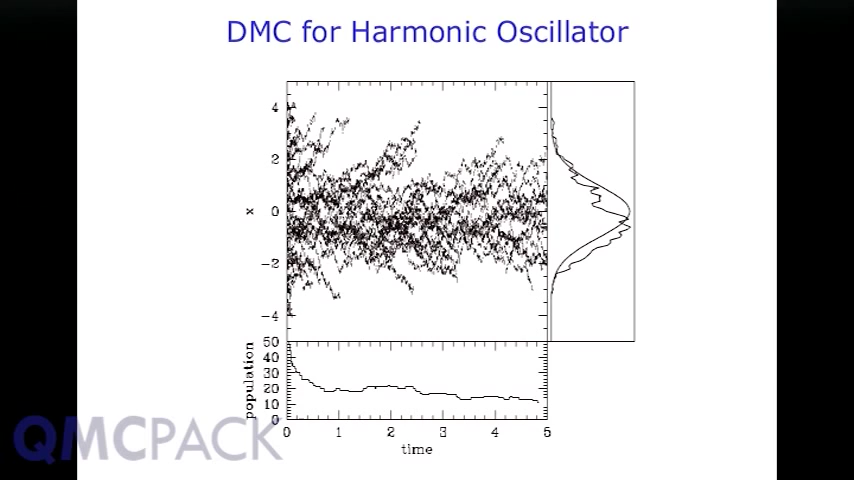 DMC for Harmonic Oscillator
4
2
0
−2
−4
x
50
40
30
20
10
0
population
0 1 2 3 4 5
time
QMCPACK